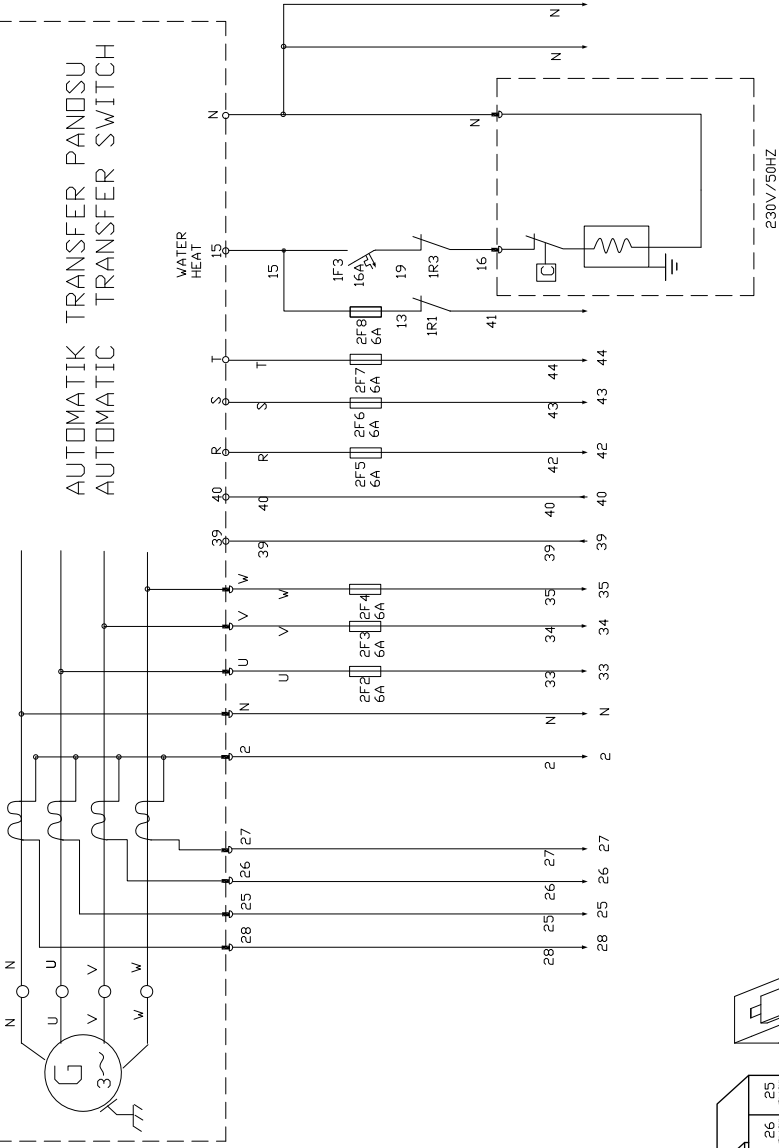 AUTOMATIK TRANSFER PANOSU
AUTOMATIC TRANSFER SWITCH
N
N
N
N
230V/50HZ
WATER
HEAT
15
15
1F3
16A
19
1R3
16
C
2F8
6A
13
1R1
41
T
T
2F7
6A
44
44
S
S
2F6
6A
43
43
R
R
2F5
6A
42
42
40
40
40
40
39
39
39
39
W
W
2F4
6A
35
35
V
V
2F3
6A
34
34
U
U
2F2
6A
33
33
N
N
N
2
2
2
27
27
27
26
26
26
25
25
25
28
28
28
N
U
V
W
N
U
V
W
G
3~
25
26